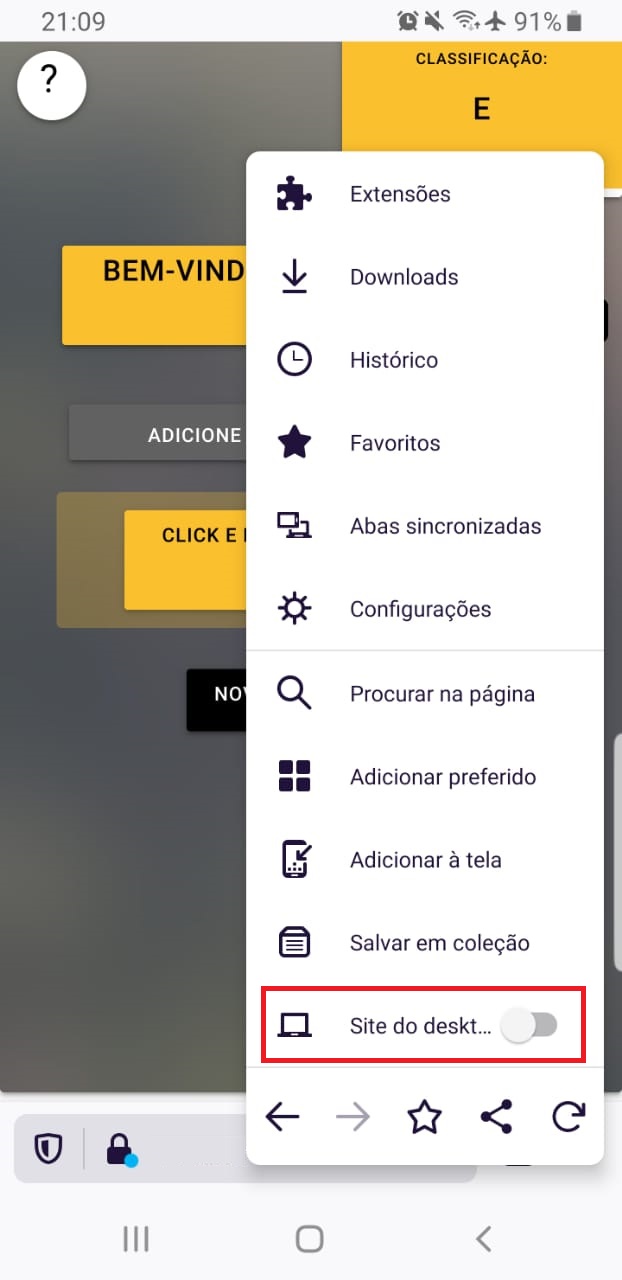 21:09
91%
?
CLASSIFICAÇÃO:
E
BEM-VIND
ADICIONE
CLICK E
NOV
Extensões
Downloads
Histórico
Favoritos
Abas sincronizadas
Configurações
Procurar na página
Adicionar preferido
Adicionar à tela
Salvar em coleção
Site do deskt...